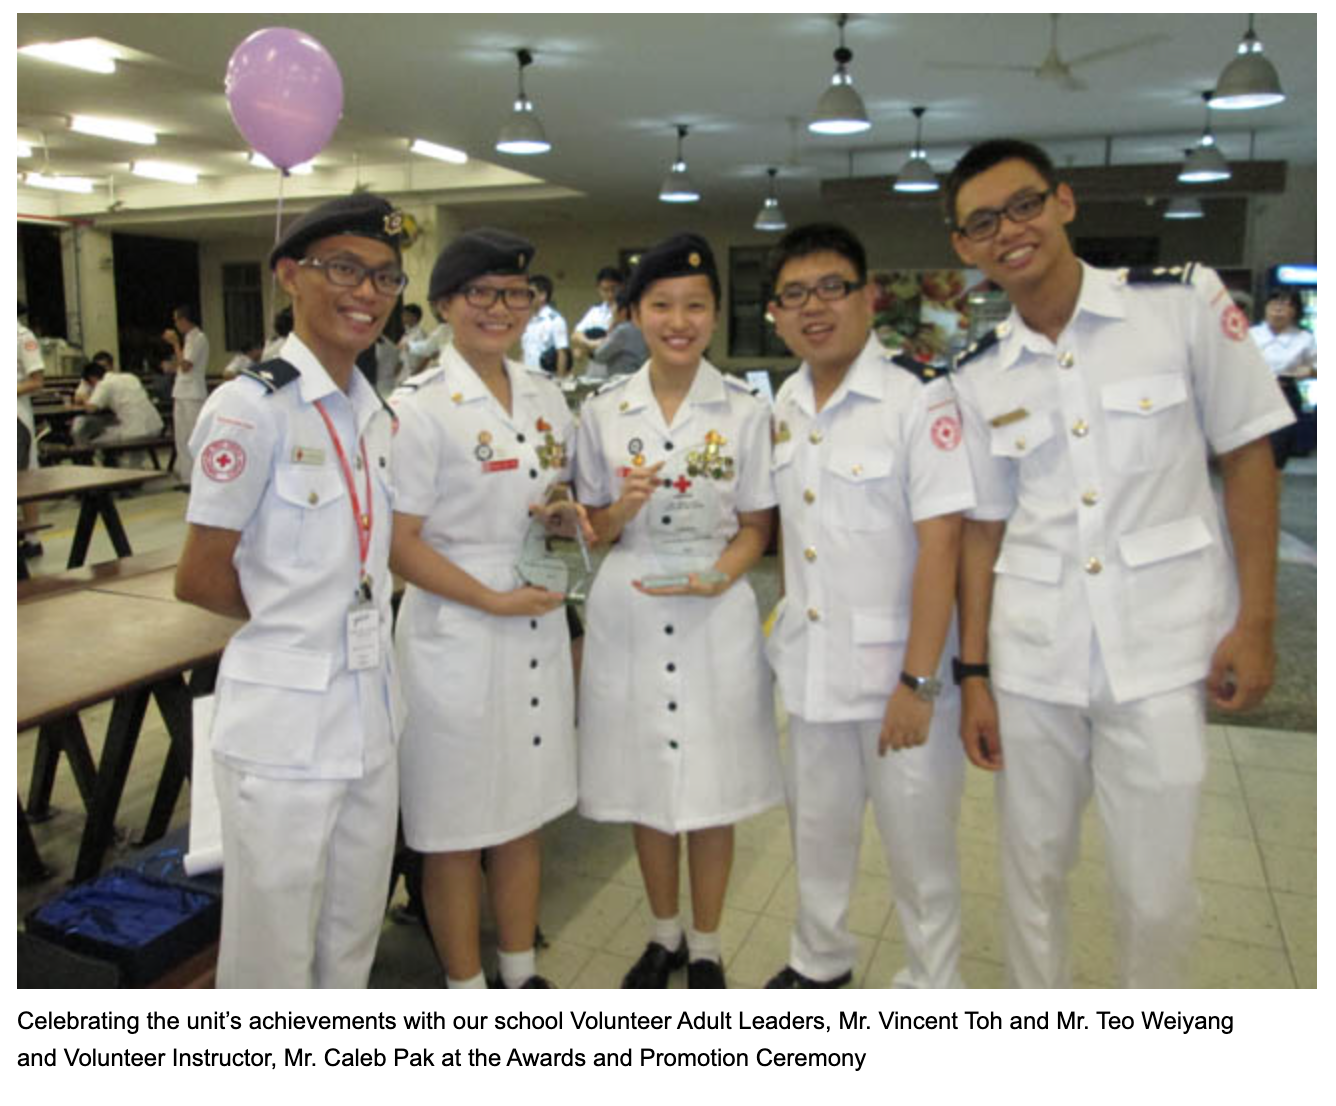 Celebrating the unit’s achievements with our school Volunteer Adult Leaders, Mr. Vincent Toh and Mr. Teo Weiyang
and Volunteer Instructor, Mr. Caleb Pak at the Awards and Promotion Ceremony